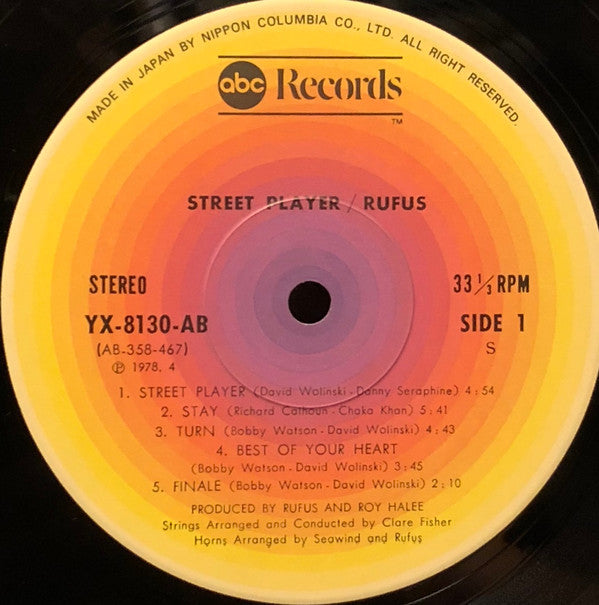 MADE IN JAPAN BY NIPPON COLUMBIA CO., LTD. ALL RIGHT RESERVED.
abc Records
TM
STREET PLAYER / RUFUS
STEREO 33 1/3 RPM
YX-8130-AB SIDE 1
(AB-358-467) S
Ⓟ 1978. 4
1. STREET PLAYER (David Wolinski - Danny Seraphine) 4:54
2. STAY (Richard Calhoun - Chaka Khan) 5:41
3. TURN (Bobby Watson - David Wolinski) 4:43
4. BEST OF YOUR HEART
(Bobby Watson - David Wolinski) 3:45
5. FINALE (Bobby Watson - David Wolinski) 2:10
PRODUCED BY RUFUS AND ROY HALEE
Strings Arranged and Conducted by Clare Fisher
Horns Arranged by Seawind and Rufus